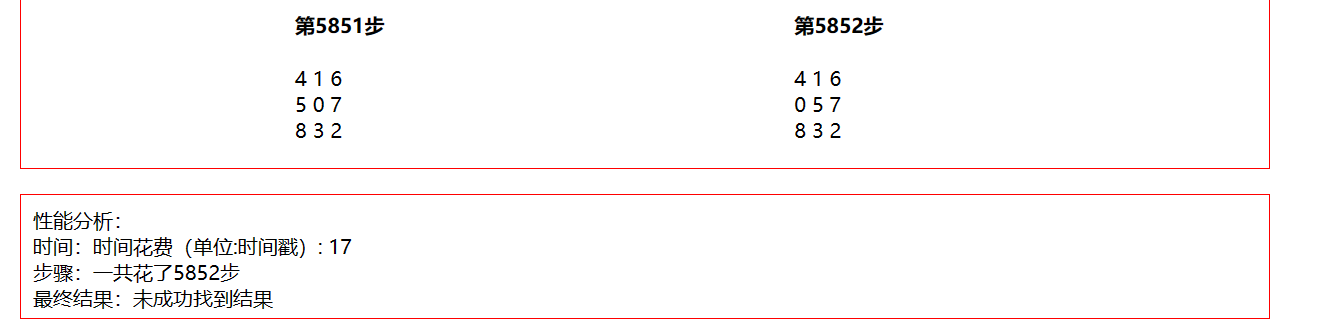 第5851步 第5852步
4 1 6 4 1 6
5 0 7 0 5 7
8 3 2 8 3 2
性能分析：
时间：时间花费（单位:时间戳）: 17
步骤：一共花了5852步
最终结果：未成功找到结果